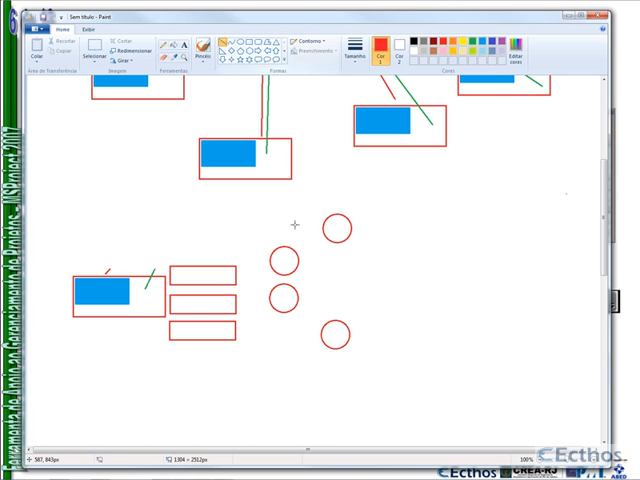 Sem título - Paint
Home
Exibir
Colar
Recortar
Copiar
Área de Transferência
Selecionar
Redimensionar
Girar
Imagem
Ferramentas
Pincéis
Contorno
Preenchimento
Formas
Tamanho
Cor
1
Cor
2
Editar
cores
Cores
Ferramenta de Apoio ao Gerenciamento de Projetos - MSProject 2007
587, 843px
1304 × 2512px
100%
Ecthos
Ecthos
CREA-RJ
ABED